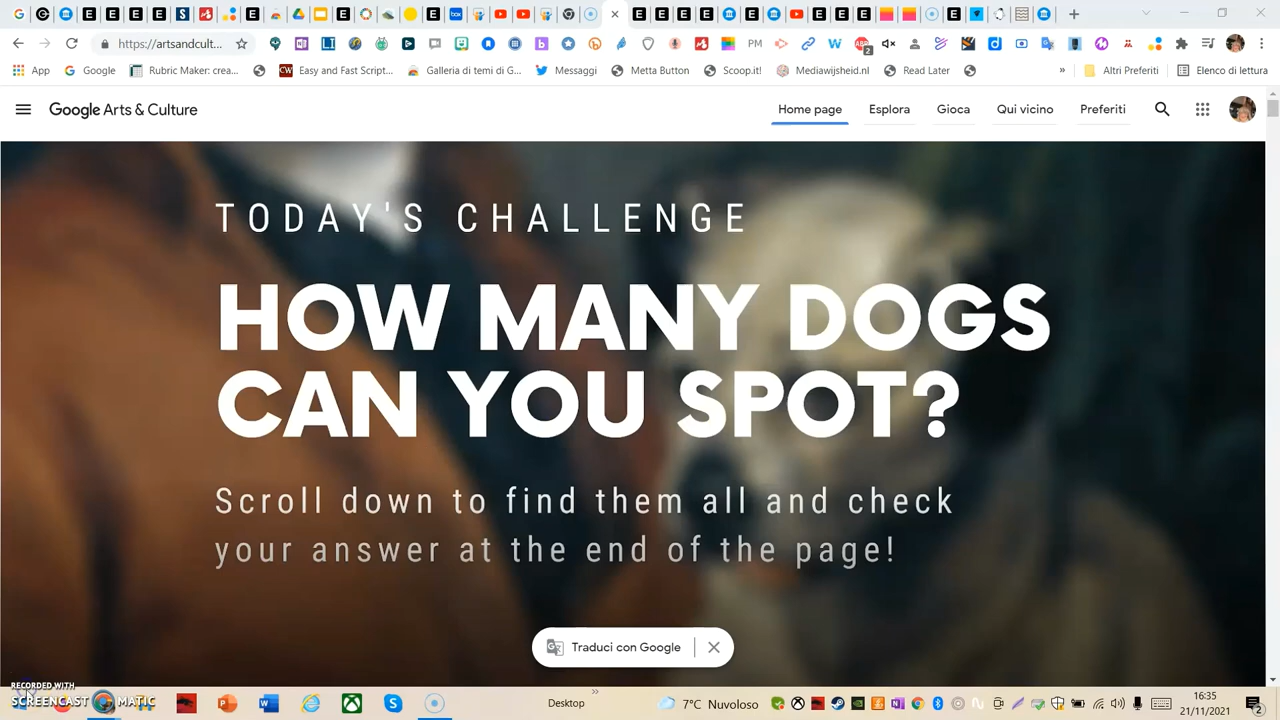 https://artsandcult...
PM
2
App
Google
Rubric Maker: crea...
CW Easy and Fast Script...
Galleria di temi di G...
Messaggi
Metta Button
Scoop.it!
Mediawijsheid.nl
Read Later
»
Altri Preferiti
Elenco di lettura
Google Arts & Culture
Home page
Esplora
Gioca
Qui vicino
Preferiti
TODAY'S CHALLENGE
HOW MANY DOGS
CAN YOU SPOT?
Scroll down to find them all and check
your answer at the end of the page!
Traduci con Google
RECORDED WITH
SCREENCAST MATIC
Desktop
»
7°C Nuvoloso
16:35
21/11/2021
2